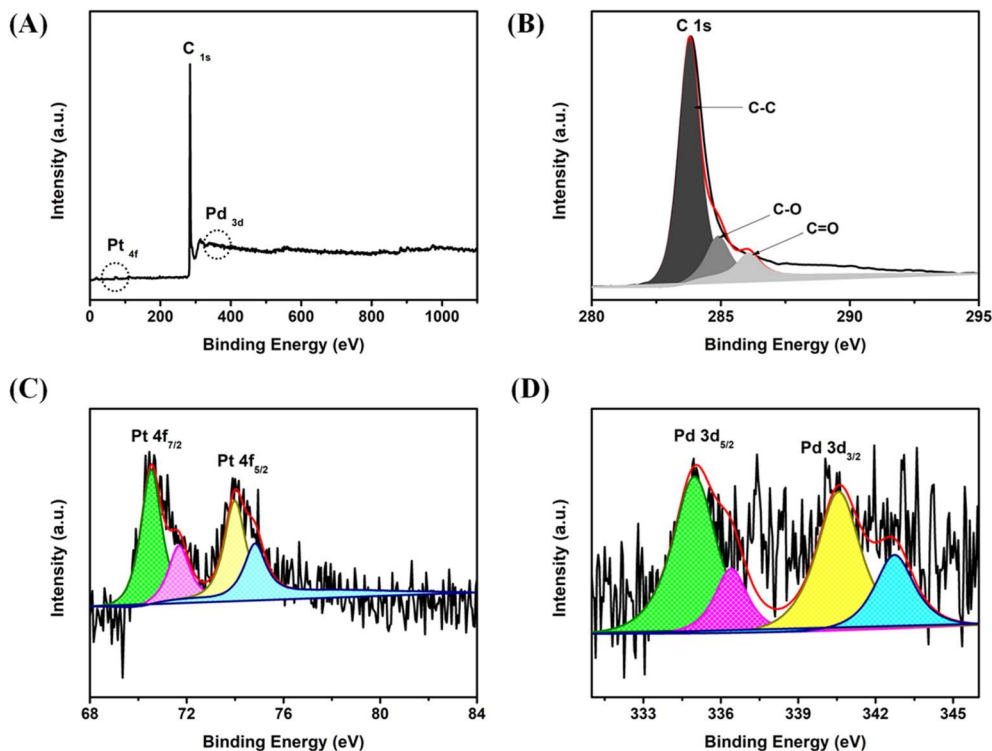 (A)
C 1s
Pd 3d
Pt 4f
Intensity (a.u.)
0 200 400 600 800 1000
Binding Energy (eV)
(B)
C 1s
C-C
C-O
C=O
Intensity (a.u.)
280 285 290 295
Binding Energy (eV)
(C)
Pt 4f7/2
Pt 4f5/2
Intensity (a.u.)
68 72 76 80 84
Binding Energy (eV)
(D)
Pd 3d5/2
Pd 3d3/2
Intensity (a.u.)
333 336 339 342 345
Binding Energy (eV)